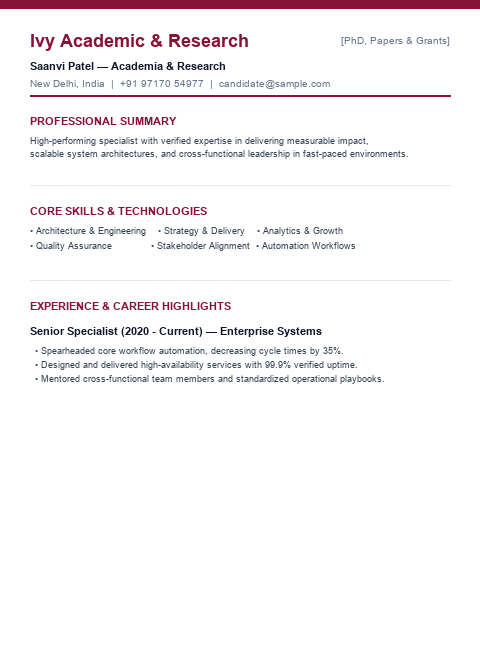 Ivy Academic & Research [PhD, Papers & Grants]
Saanvi Patel — Academia & Research
New Delhi, India | +91 97170 54977 | candidate@sample.com
PROFESSIONAL SUMMARY
High-performing specialist with verified expertise in delivering measurable impact,
scalable system architectures, and cross-functional leadership in fast-paced environments.
CORE SKILLS & TECHNOLOGIES
• Architecture & Engineering • Strategy & Delivery • Analytics & Growth
• Quality Assurance • Stakeholder Alignment • Automation Workflows
EXPERIENCE & CAREER HIGHLIGHTS
Senior Specialist (2020 - Current) — Enterprise Systems
• Spearheaded core workflow automation, decreasing cycle times by 35%.
• Designed and delivered high-availability services with 99.9% verified uptime.
• Mentored cross-functional team members and standardized operational playbooks.